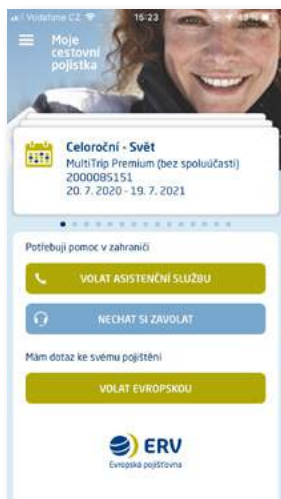 Vodafone CZ 15:23
Moje
cestovní
pojistka
Celoroční - Svět
MultiTrip Premium (bez spoluúčasti)
2000085151
20. 7. 2020 - 19. 7. 2021
Potřebuji pomoc v zahraničí
VOLAT ASISTENČNÍ SLUŽBU
NECHAT SI ZAVOLAT
Mám dotaz ke svému pojištění
VOLAT EVROPSKOU
ERV
Evropská pojišťovna